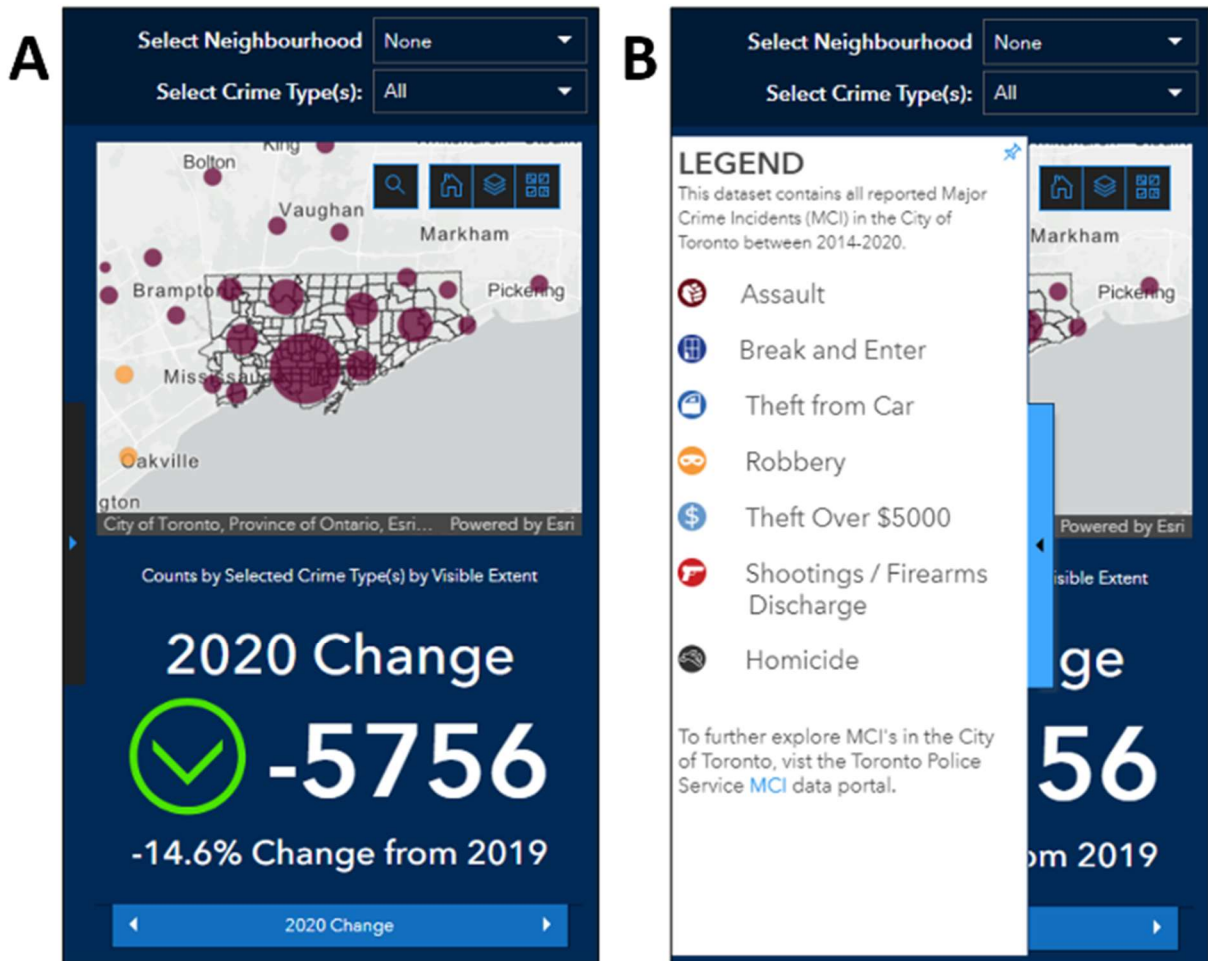 A
Select Neighbourhood None
Select Crime Type(s): All
King
Bolton
Vaughan
Markham
Brampton
Pickering
Mississauga
Oakville
gton
City of Toronto, Province of Ontario, Esri... Powered by Esri
Counts by Selected Crime Type(s) by Visible Extent
2020 Change
-5756
-14.6% Change from 2019
2020 Change
B
Select Neighbourhood None
Select Crime Type(s): All
LEGEND
This dataset contains all reported Major
Crime Incidents (MCI) in the City of
Toronto between 2014-2020.
Assault
Break and Enter
Theft from Car
Robbery
$ Theft Over $5000
Shootings / Firearms
Discharge
Homicide
To further explore MCI's in the City
of Toronto, vist the Toronto Police
Service MCI data portal.
Markham
Pickering
Powered by Esri
isible Extent
ge
56
om 2019